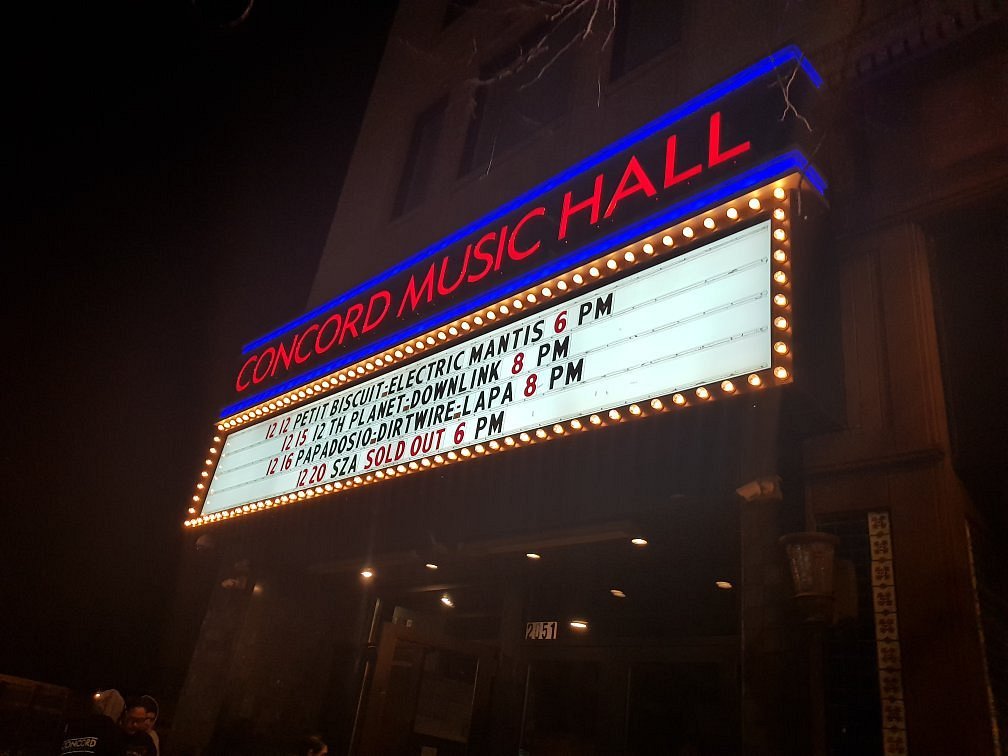 CONCORD MUSIC HALL
12 12 PETIT BISCUIT-ELECTRIC MANTIS 6 PM
12 15 12 TH PLANET-DOWNLINK 8 PM
12 16 PAPADOSIO-DIRTWIRE-LAPA 8 PM
12 20 SZA SOLD OUT 6 PM
2051
CONCORD